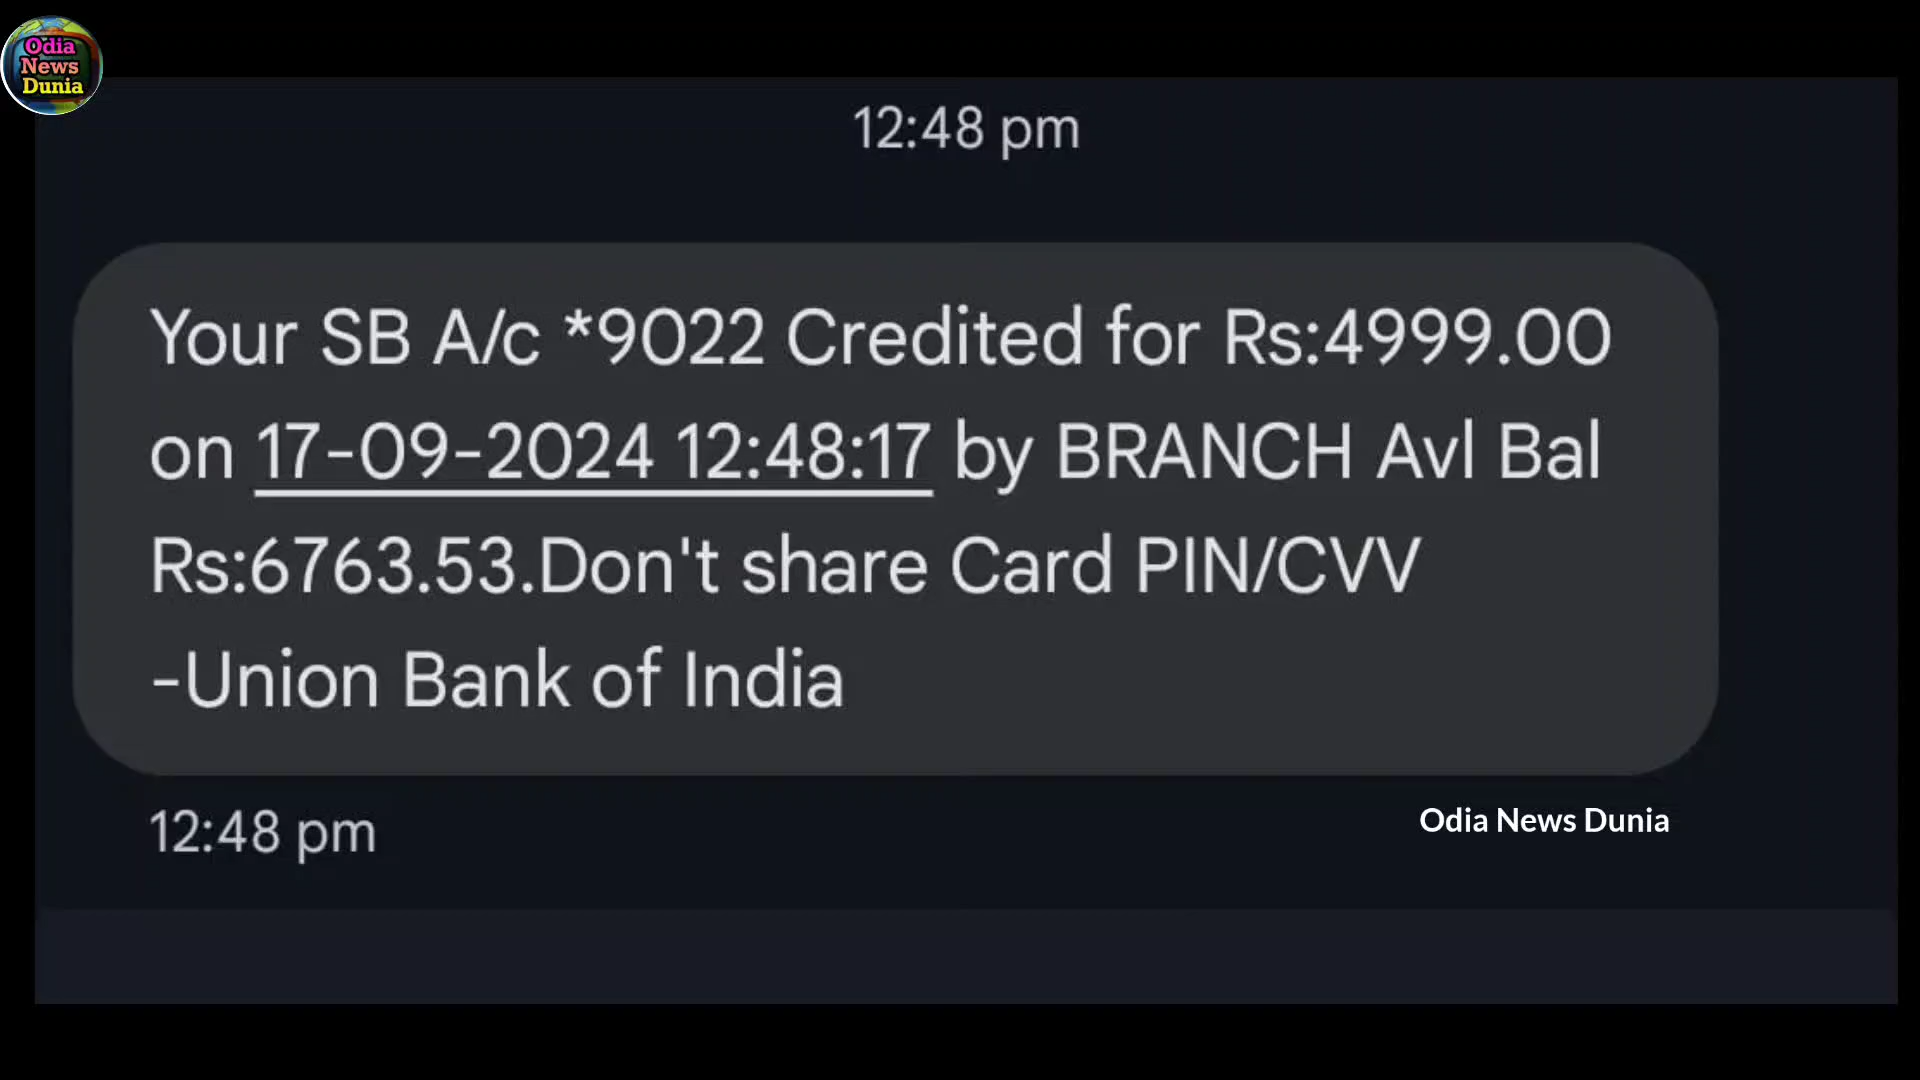 Odia
News
Dunia
12:48 pm
Your SB A/c *9022 Credited for Rs:4999.00
on 17-09-2024 12:48:17 by BRANCH Avl Bal
Rs:6763.53.Don't share Card PIN/CVV
-Union Bank of India
12:48 pm
Odia News Dunia